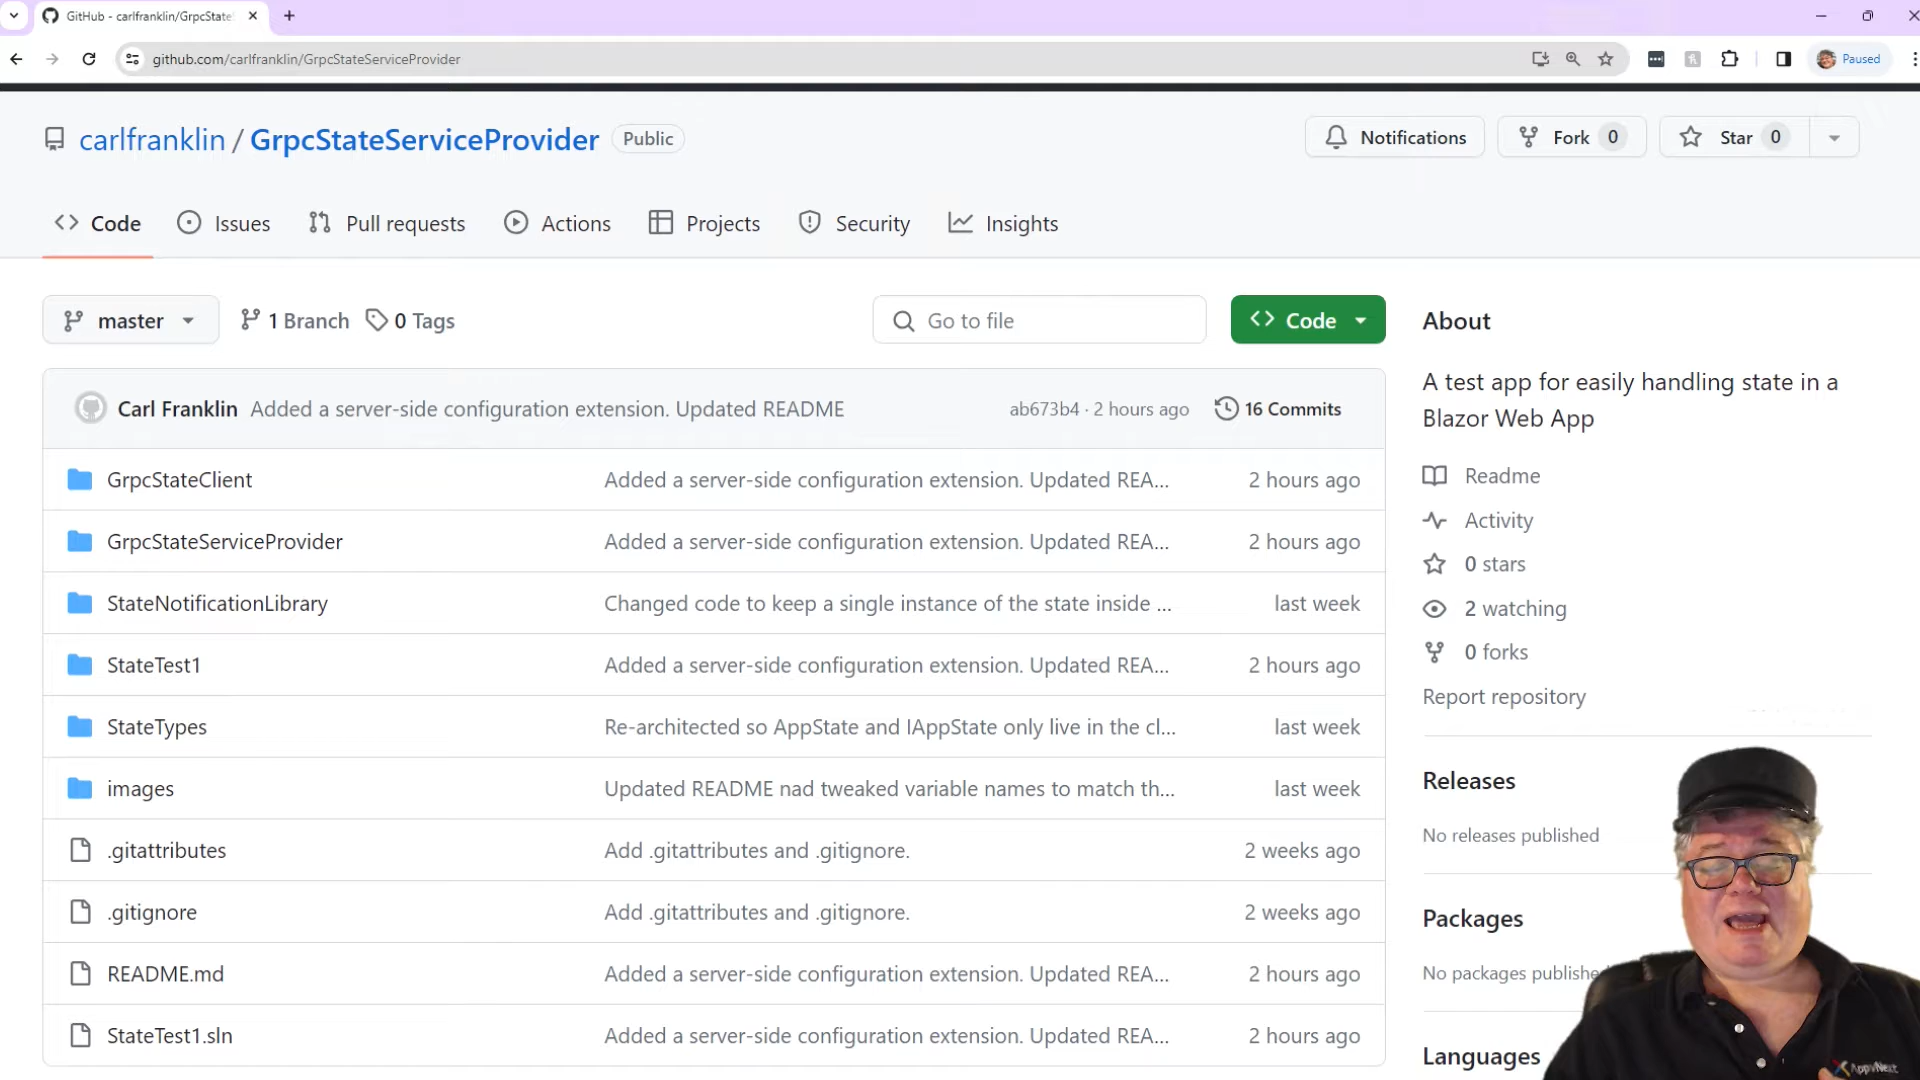 GitHub - carlfranklin/GrpcState
github.com/carlfranklin/GrpcStateServiceProvider
Paused
carlfranklin / GrpcStateServiceProvider Public
Notifications
Fork 0
Star 0
Code
Issues
Pull requests
Actions
Projects
Security
Insights
master
1 Branch
0 Tags
Go to file
Code
Carl Franklin Added a server-side configuration extension. Updated README ab673b4 · 2 hours ago 16 Commits
GrpcStateClient Added a server-side configuration extension. Updated REA... 2 hours ago
GrpcStateServiceProvider Added a server-side configuration extension. Updated REA... 2 hours ago
StateNotificationLibrary Changed code to keep a single instance of the state inside ... last week
StateTest1 Added a server-side configuration extension. Updated REA... 2 hours ago
StateTypes Re-architected so AppState and IAppState only live in the cl... last week
images Updated README nad tweaked variable names to match th... last week
.gitattributes Add .gitattributes and .gitignore. 2 weeks ago
.gitignore Add .gitattributes and .gitignore. 2 weeks ago
README.md Added a server-side configuration extension. Updated REA... 2 hours ago
StateTest1.sln Added a server-side configuration extension. Updated REA... 2 hours ago
About
A test app for easily handling state in a
Blazor Web App
Readme
Activity
0 stars
2 watching
0 forks
Report repository
Releases
No releases published
Packages
No packages publishe
Languages
AppvNext